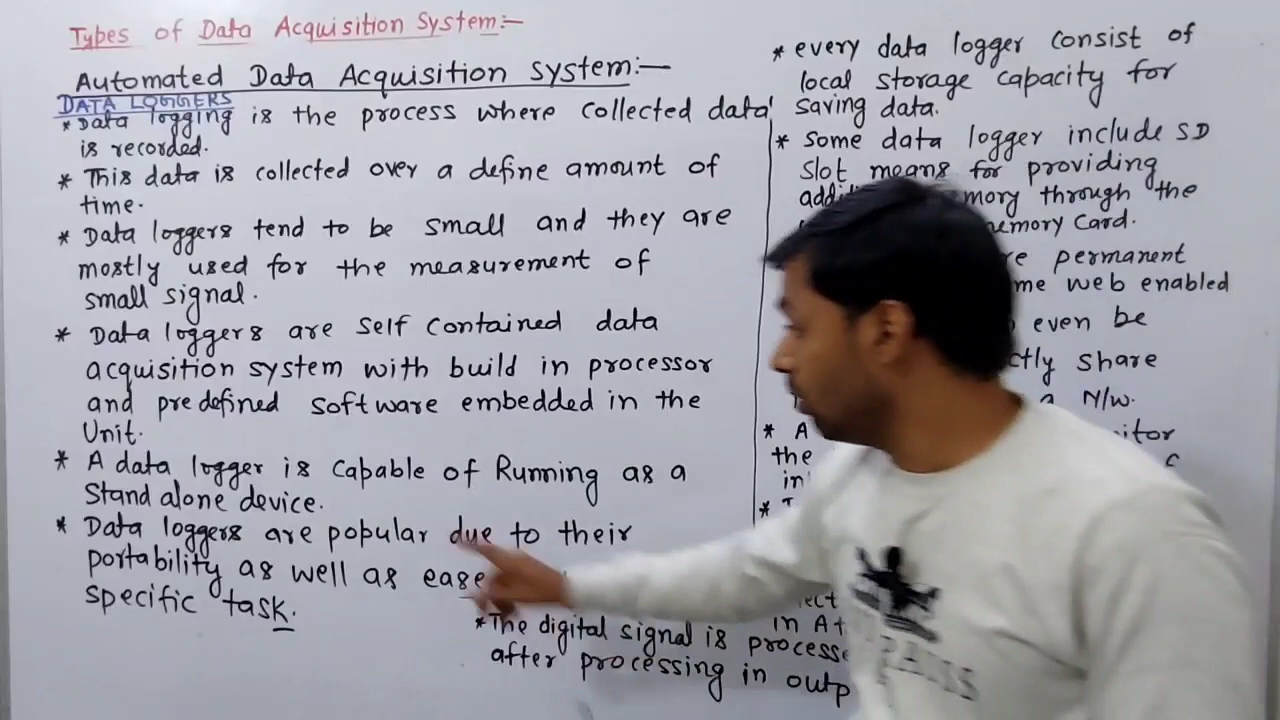 Types of Data Acquisition System:-
Automated Data Acquisition system:-
DATA LOGGERS
* Data logging is the process where collected data
is recorded.
* This data is collected over a define amount of
time.
* Data loggers tend to be small and they are
mostly used for the measurement of
small signal.
* Data loggers are self contained data
acquisition system with build in processor
and predefined software embedded in the
Unit.
* A data logger is capable of Running as a
Stand alone device.
* Data loggers are popular due to their
portability as well as ease
specific task.
* every data logger consist of
local storage capacity for
saving data.
* Some data logger include SD
Slot means for providing
through the
Card.
permanent
web enabled
even be
share
a N/w.
* A
the
*
in
* The digital signal is
after processing in